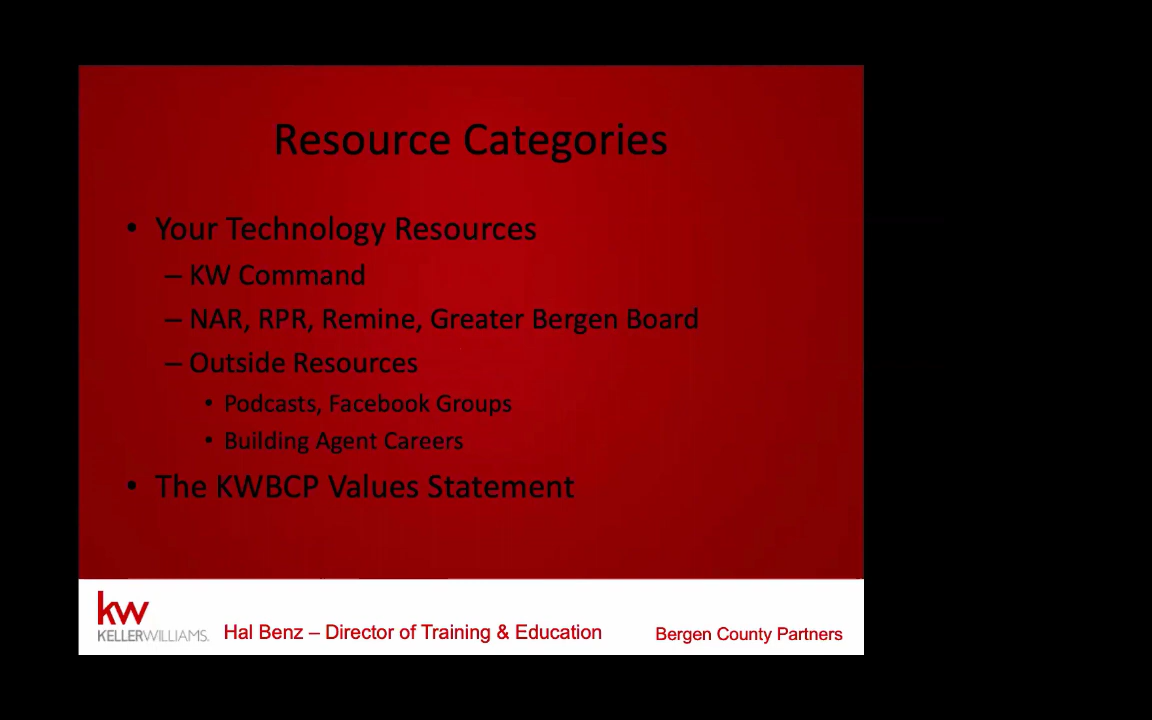 Resource Categories
• Your Technology Resources
– KW Command
– NAR, RPR, Remine, Greater Bergen Board
– Outside Resources
• Podcasts, Facebook Groups
• Building Agent Careers
• The KWBCP Values Statement
kw
KELLERWILLIAMS.
Hal Benz – Director of Training & Education
Bergen County Partners